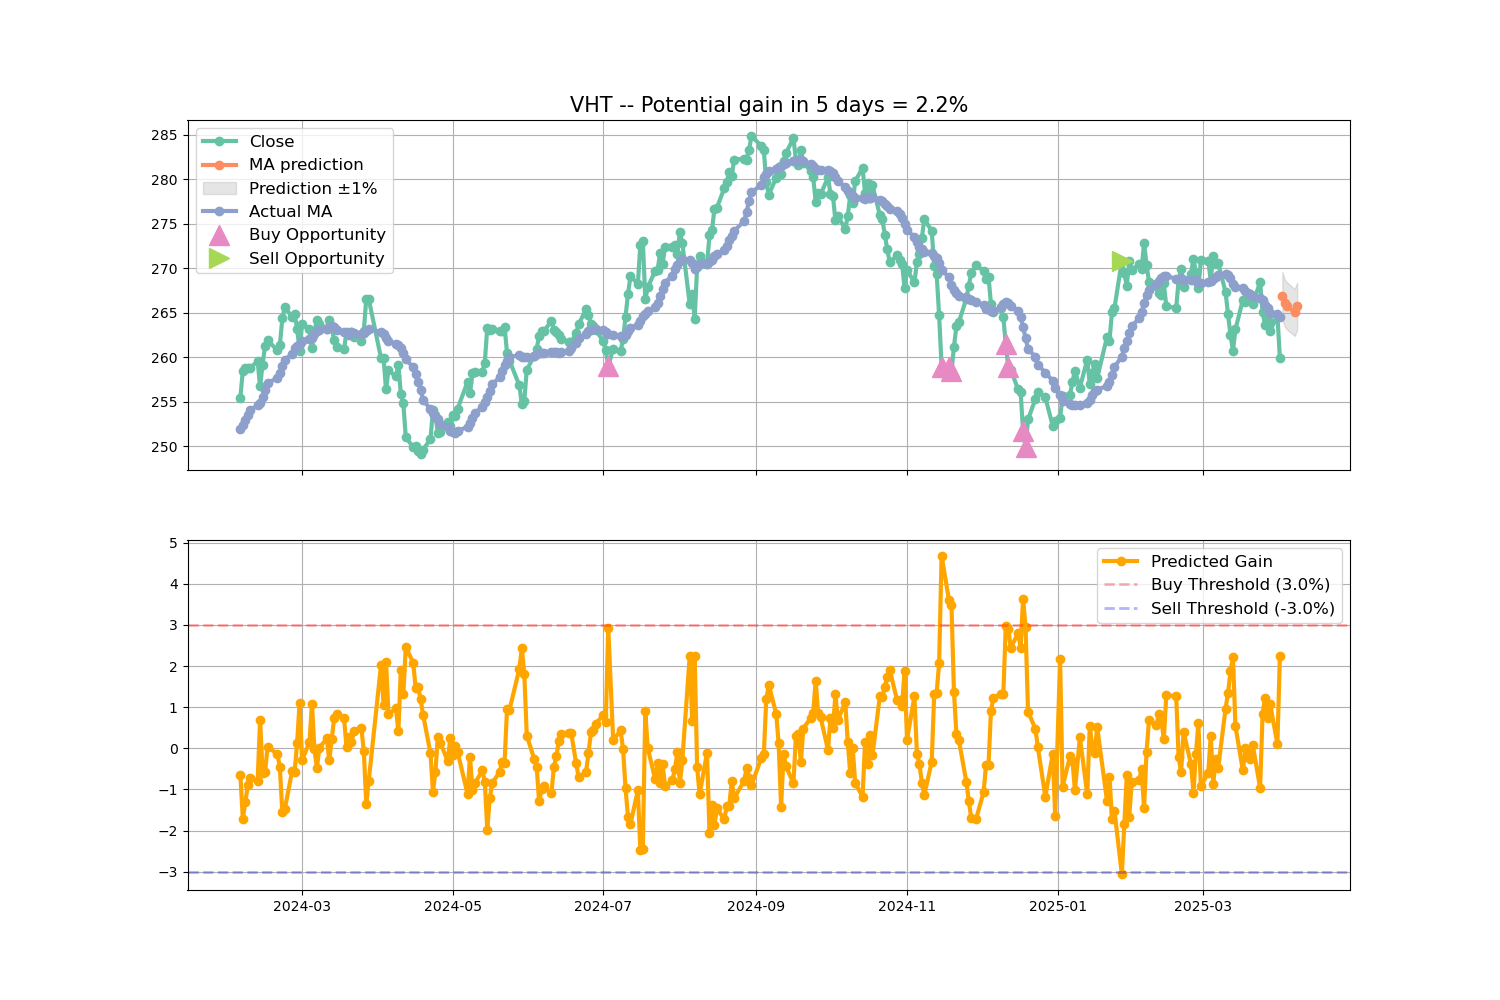 VHT -- Potential gain in 5 days = 2.2%
285
280
275
270
265
260
255
250
Close
MA prediction
Prediction ±1%
Actual MA
Buy Opportunity
Sell Opportunity
5
4
3
2
1
0
−1
−2
−3
Predicted Gain
Buy Threshold (3.0%)
Sell Threshold (-3.0%)
2024-03
2024-05
2024-07
2024-09
2024-11
2025-01
2025-03